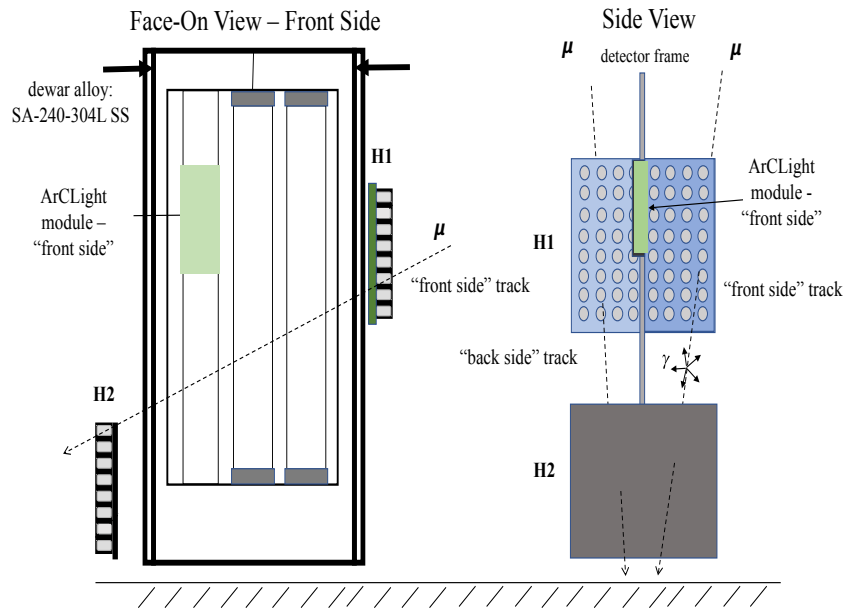 Face-On View – Front Side
dewar alloy:
SA-240-304L SS
H1
ArCLight
module –
“front side”
μ
“front side” track
H2
Side View
μ
detector frame
μ
ArCLight
module -
“front side”
H1
“front side” track
“back side” track
γ
H2